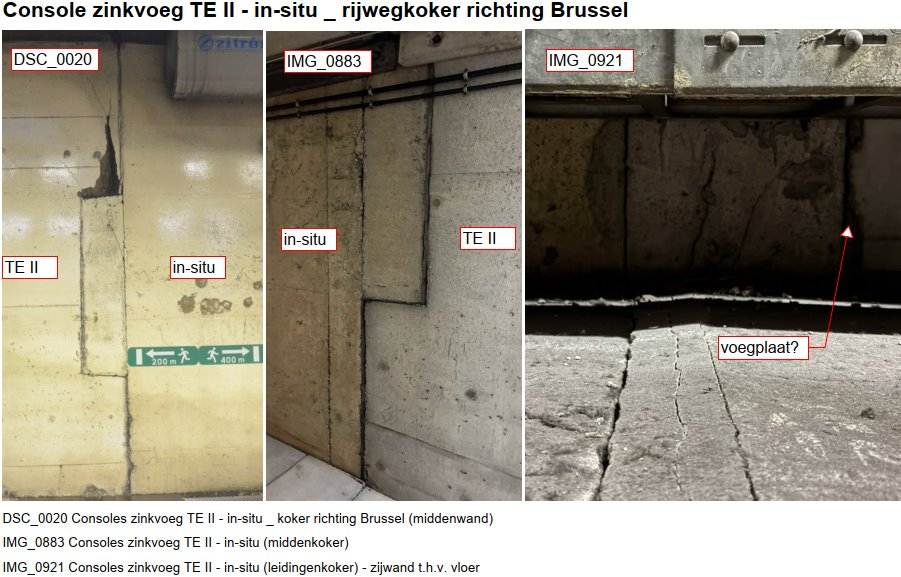 Console zinkvoeg TE II - in-situ _ rijwegkoker richting Brussel
DSC_0020
zitrón
TE II
in-situ
200 m
400 m
IMG_0883
in-situ
TE II
IMG_0921
voegplaat?
DSC_0020 Consoles zinkvoeg TE II - in-situ _ koker richting Brussel (middenwand)
IMG_0883 Consoles zinkvoeg TE II - in-situ (middenkoker)
IMG_0921 Consoles zinkvoeg TE II - in-situ (leidingenkoker) - zijwand t.h.v. vloer